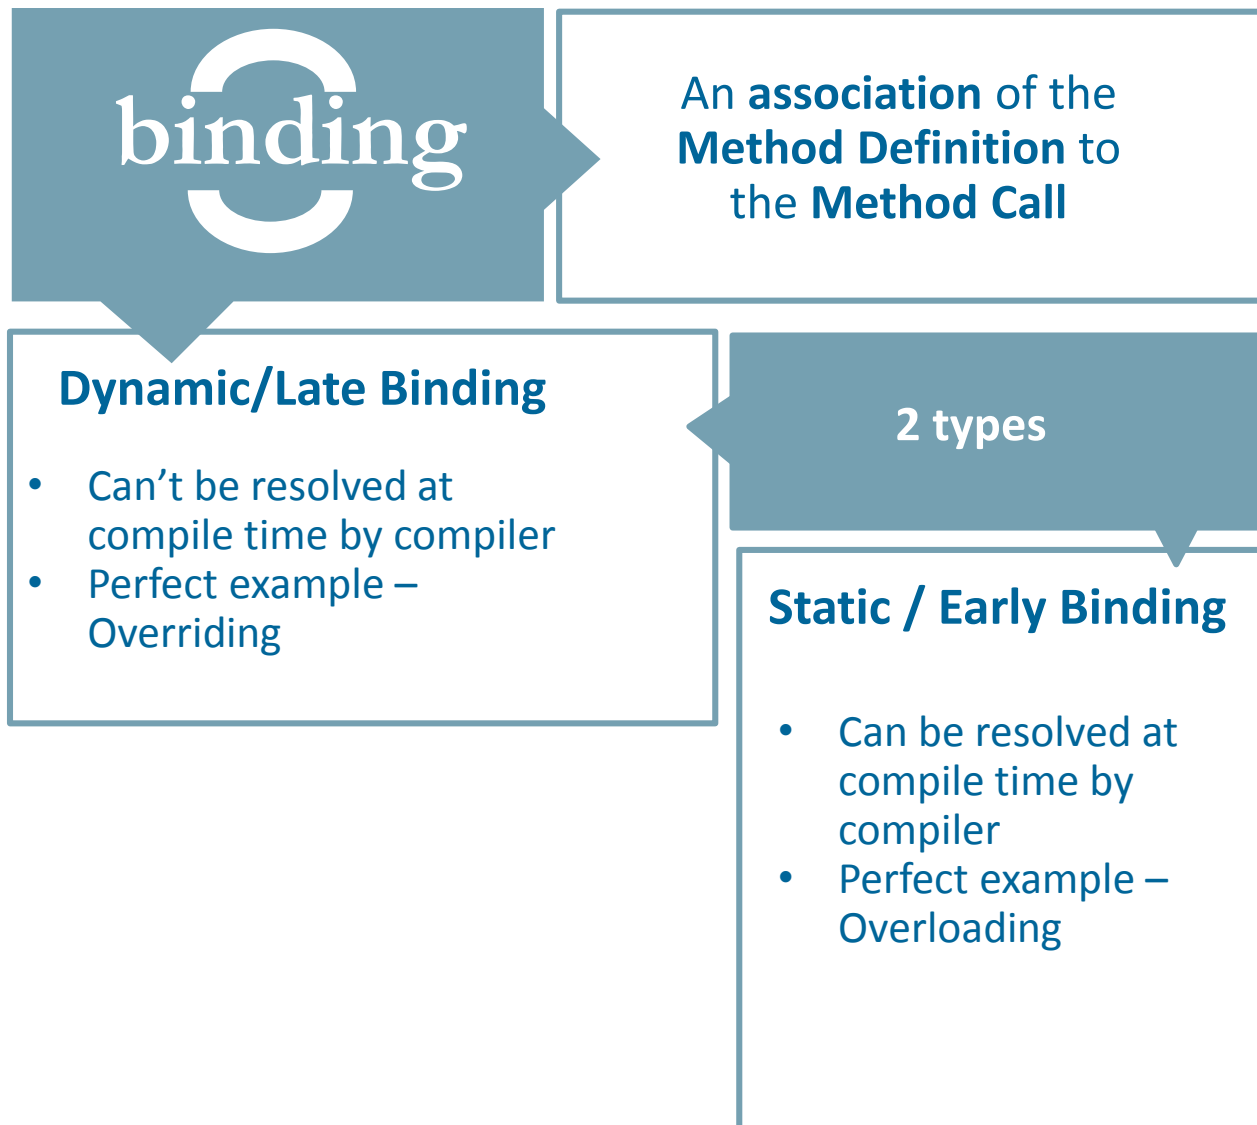 binding
An association of the
Method Definition to
the Method Call
Dynamic/Late Binding
• Can’t be resolved at
compile time by compiler
• Perfect example –
Overriding
2 types
Static / Early Binding
• Can be resolved at
compile time by
compiler
• Perfect example –
Overloading